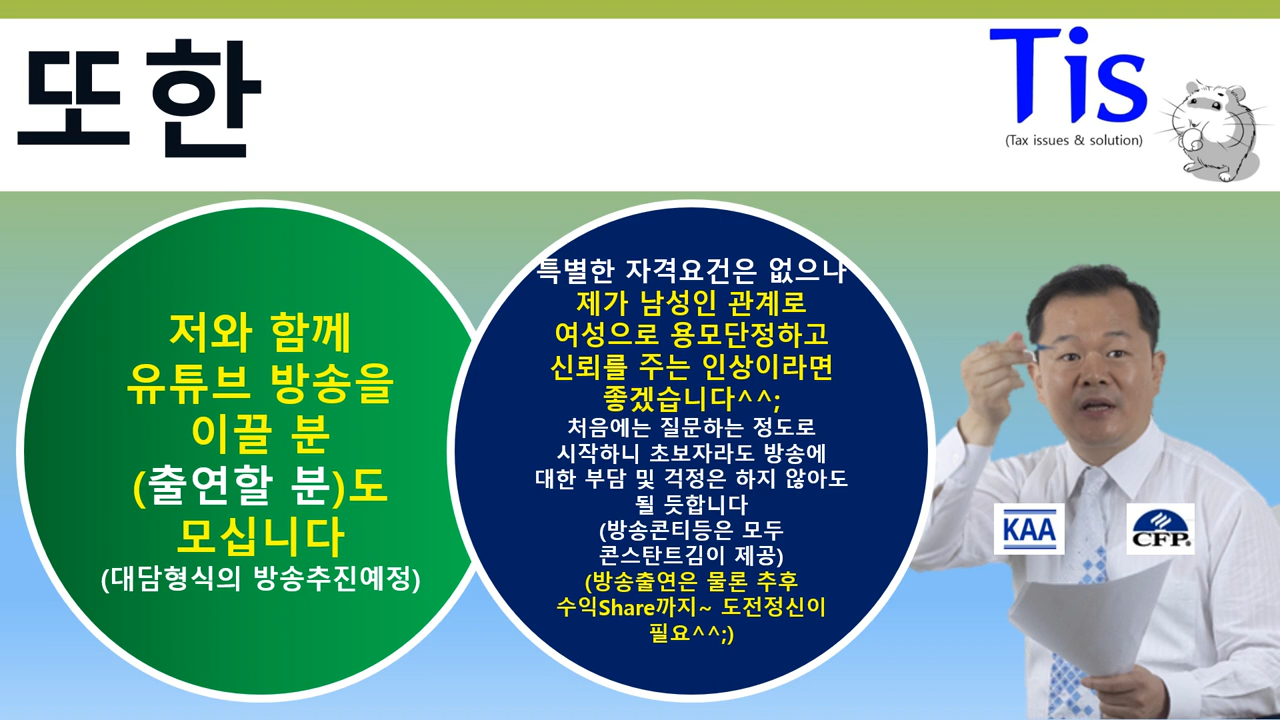 또한
Tis
(Tax issues & solution)
저와 함께
유튜브 방송을
이끌 분
(출연할 분)도
모십니다
(대담형식의 방송추진예정)
특별한 자격요건은 없으나
제가 남성인 관계로
여성으로 용모단정하고
신뢰를 주는 인상이라면
좋겠습니다^^;
처음에는 질문하는 정도로
시작하니 초보자라도 방송에
대한 부담 및 걱정은 하지 않아도
될 듯합니다
(방송콘티등은 모두
콘스탄트김이 제공)
(방송출연은 물론 추후
수익Share까지~ 도전정신이
필요^^;)
KAA
CFP®